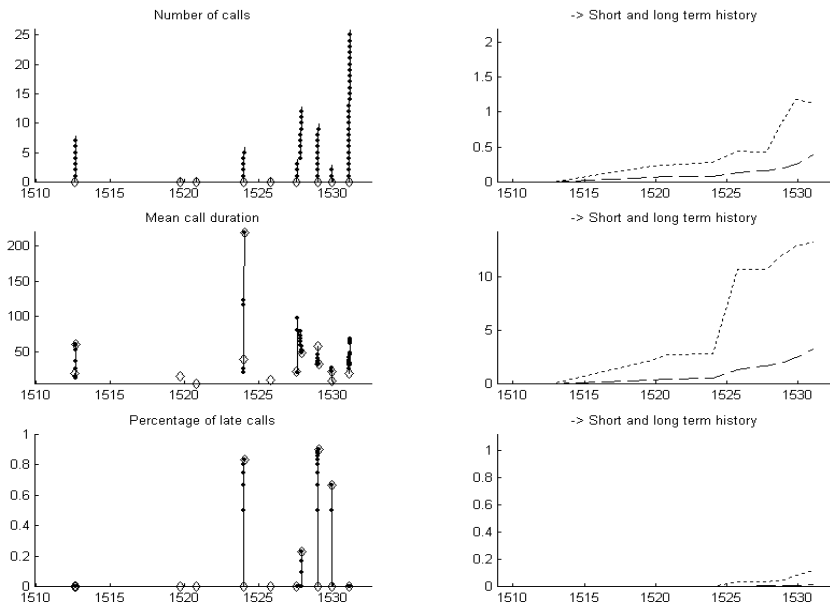 Number of calls
25
20
15
10
5
0
1510 1515 1520 1525 1530
-> Short and long term history
2
1.5
1
0.5
0
1510 1515 1520 1525 1530
Mean call duration
200
150
100
50
1510 1515 1520 1525 1530
-> Short and long term history
10
5
0
1510 1515 1520 1525 1530
Percentage of late calls
1
0.8
0.6
0.4
0.2
0
1510 1515 1520 1525 1530
-> Short and long term history
1
0.8
0.6
0.4
0.2
0
1510 1515 1520 1525 1530